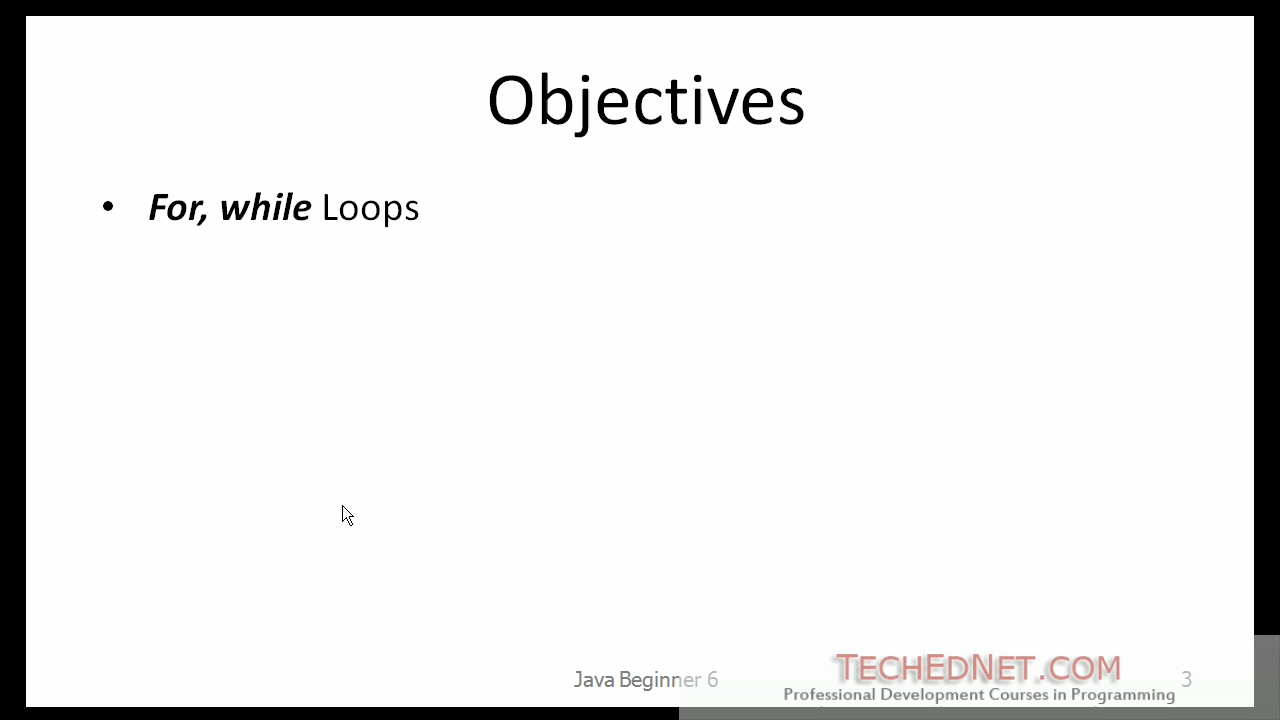 Objectives
• For, while Loops
Java Beginner 6
TECHEDNET.COM
3
Professional Development Courses in Programming